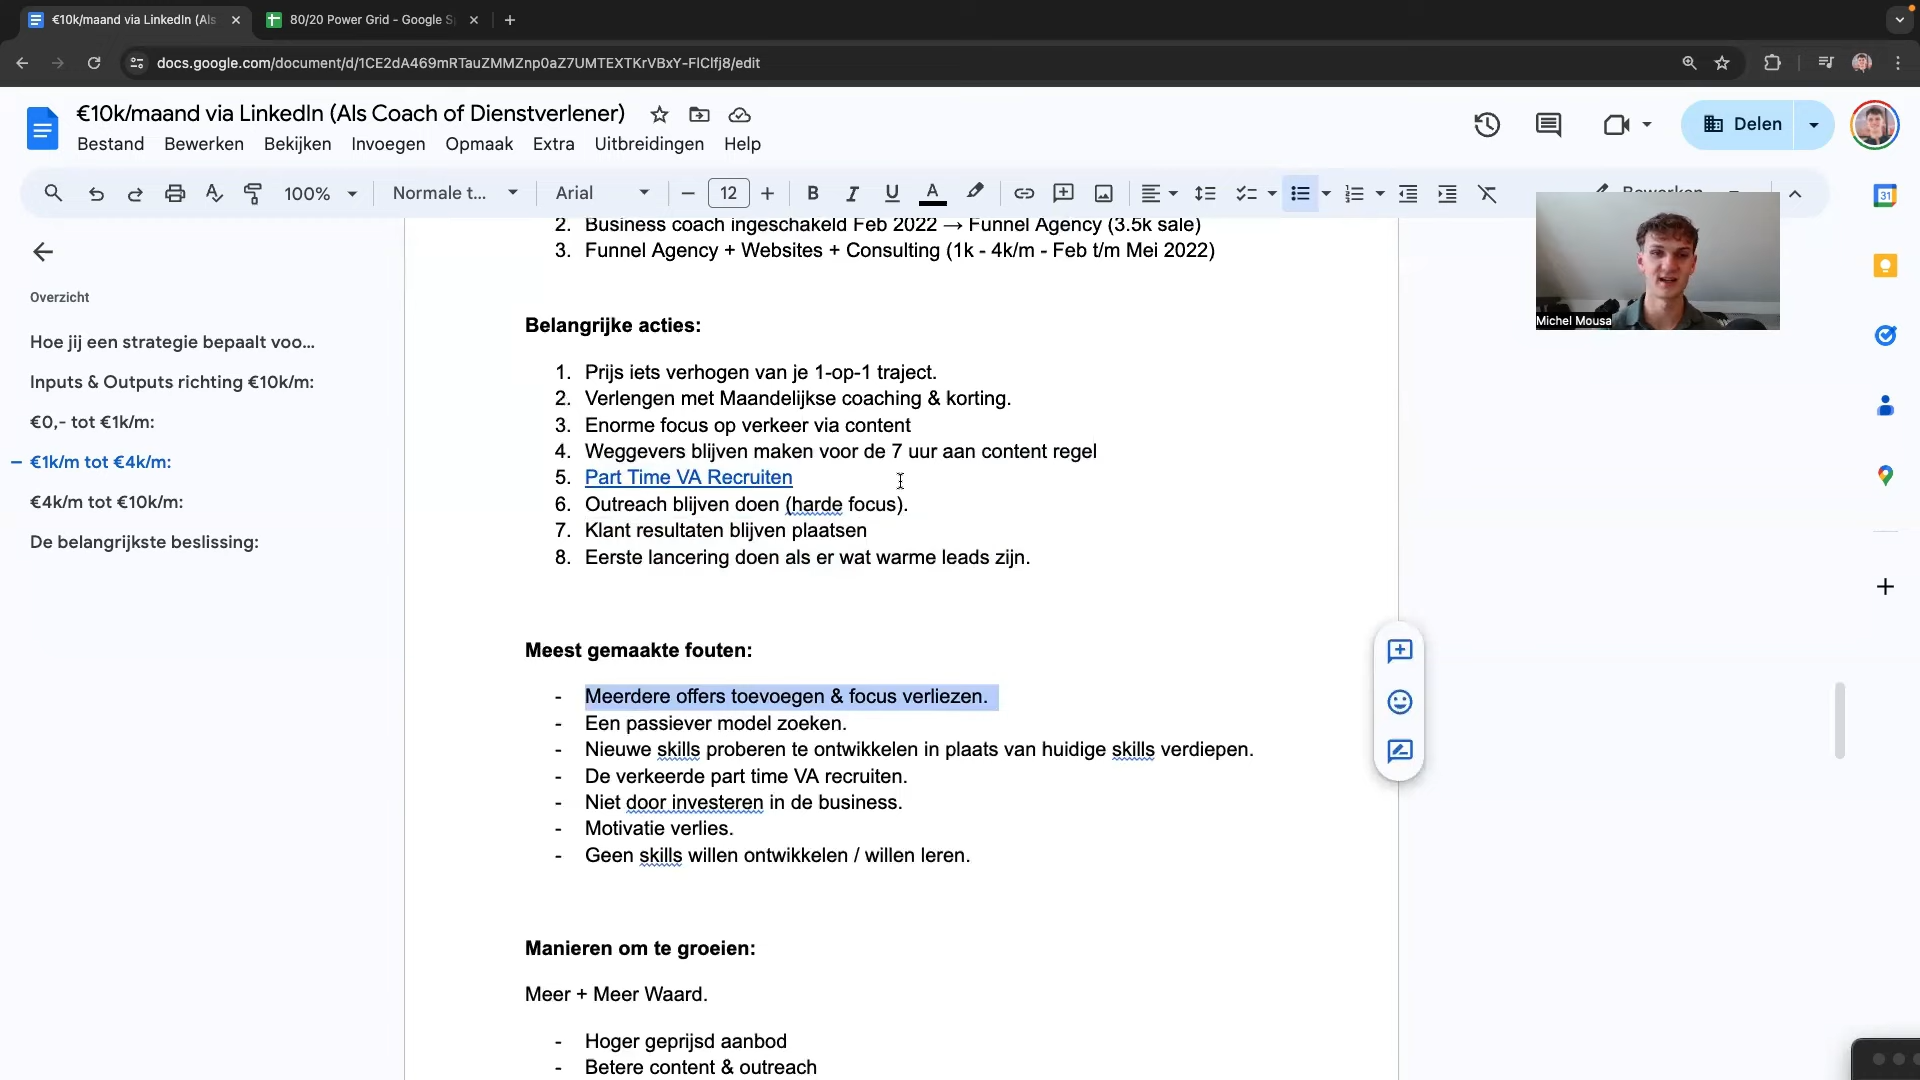 €10k/maand via LinkedIn (Als
80/20 Power Grid - Google S
docs.google.com/document/d/1CE2dA469mRTauZMMZnp0aZ7UMTEXTKrVBxY-FlClfj8/edit
€10k/maand via LinkedIn (Als Coach of Dienstverlener)
Bestand Bewerken Bekijken Invoegen Opmaak Extra Uitbreidingen Help
Delen
100% Normale t... Arial 12 Bewerken
31
Michel Mousa
Overzicht
Hoe jij een strategie bepaalt voo...
Inputs & Outputs richting €10k/m:
€0,- tot €1k/m:
€1k/m tot €4k/m:
€4k/m tot €10k/m:
De belangrijkste beslissing:
2. Business coach ingeschakeld Feb 2022 → Funnel Agency (3.5k sale)
3. Funnel Agency + Websites + Consulting (1k - 4k/m - Feb t/m Mei 2022)
Belangrijke acties:
1. Prijs iets verhogen van je 1-op-1 traject.
2. Verlengen met Maandelijkse coaching & korting.
3. Enorme focus op verkeer via content
4. Weggevers blijven maken voor de 7 uur aan content regel
5. Part Time VA Recruiten
6. Outreach blijven doen (harde focus).
7. Klant resultaten blijven plaatsen
8. Eerste lancering doen als er wat warme leads zijn.
Meest gemaakte fouten:
- Meerdere offers toevoegen & focus verliezen.
- Een passiever model zoeken.
- Nieuwe skills proberen te ontwikkelen in plaats van huidige skills verdiepen.
- De verkeerde part time VA recruiten.
- Niet door investeren in de business.
- Motivatie verlies.
- Geen skills willen ontwikkelen / willen leren.
Manieren om te groeien:
Meer + Meer Waard.
- Hoger geprijsd aanbod
- Betere content & outreach